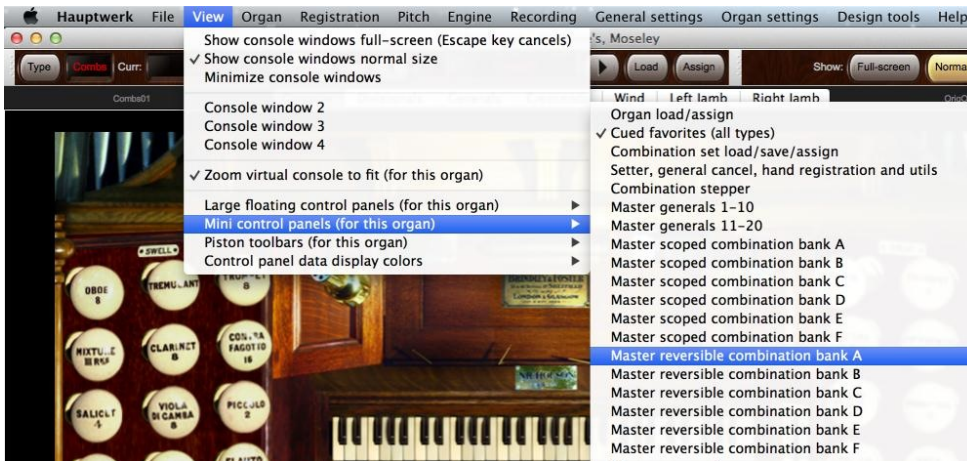 Hauptwerk File View Organ Registration Pitch Engine Recording General settings Organ settings Design tools Help
's, Moseley
Type Combs Curr: Load Assign Show: Full-screen Norma
Combs01 Wind Left jamb Right jamb
Show console windows full-screen (Escape key cancels)
✓ Show console windows normal size
Minimize console windows
Console window 2
Console window 3
Console window 4
✓ Zoom virtual console to fit (for this organ)
Large floating control panels (for this organ)
Mini control panels (for this organ)
Piston toolbars (for this organ)
Control panel data display colors
Organ load/assign
✓ Cued favorites (all types)
Combination set load/save/assign
Setter, general cancel, hand registration and utils
Combination stepper
Master generals 1-10
Master generals 11-20
Master scoped combination bank A
Master scoped combination bank B
Master scoped combination bank C
Master scoped combination bank D
Master scoped combination bank E
Master scoped combination bank F
Master reversible combination bank A
Master reversible combination bank B
Master reversible combination bank C
Master reversible combination bank D
Master reversible combination bank E
Master reversible combination bank F
SWELL
OBOE
8
TREMULANT
8
CLARINET
8
CONTRA
FAGOTTO
16
VIOLA
DI GAMBA
8
PICCOLO
2
NICHOLSON